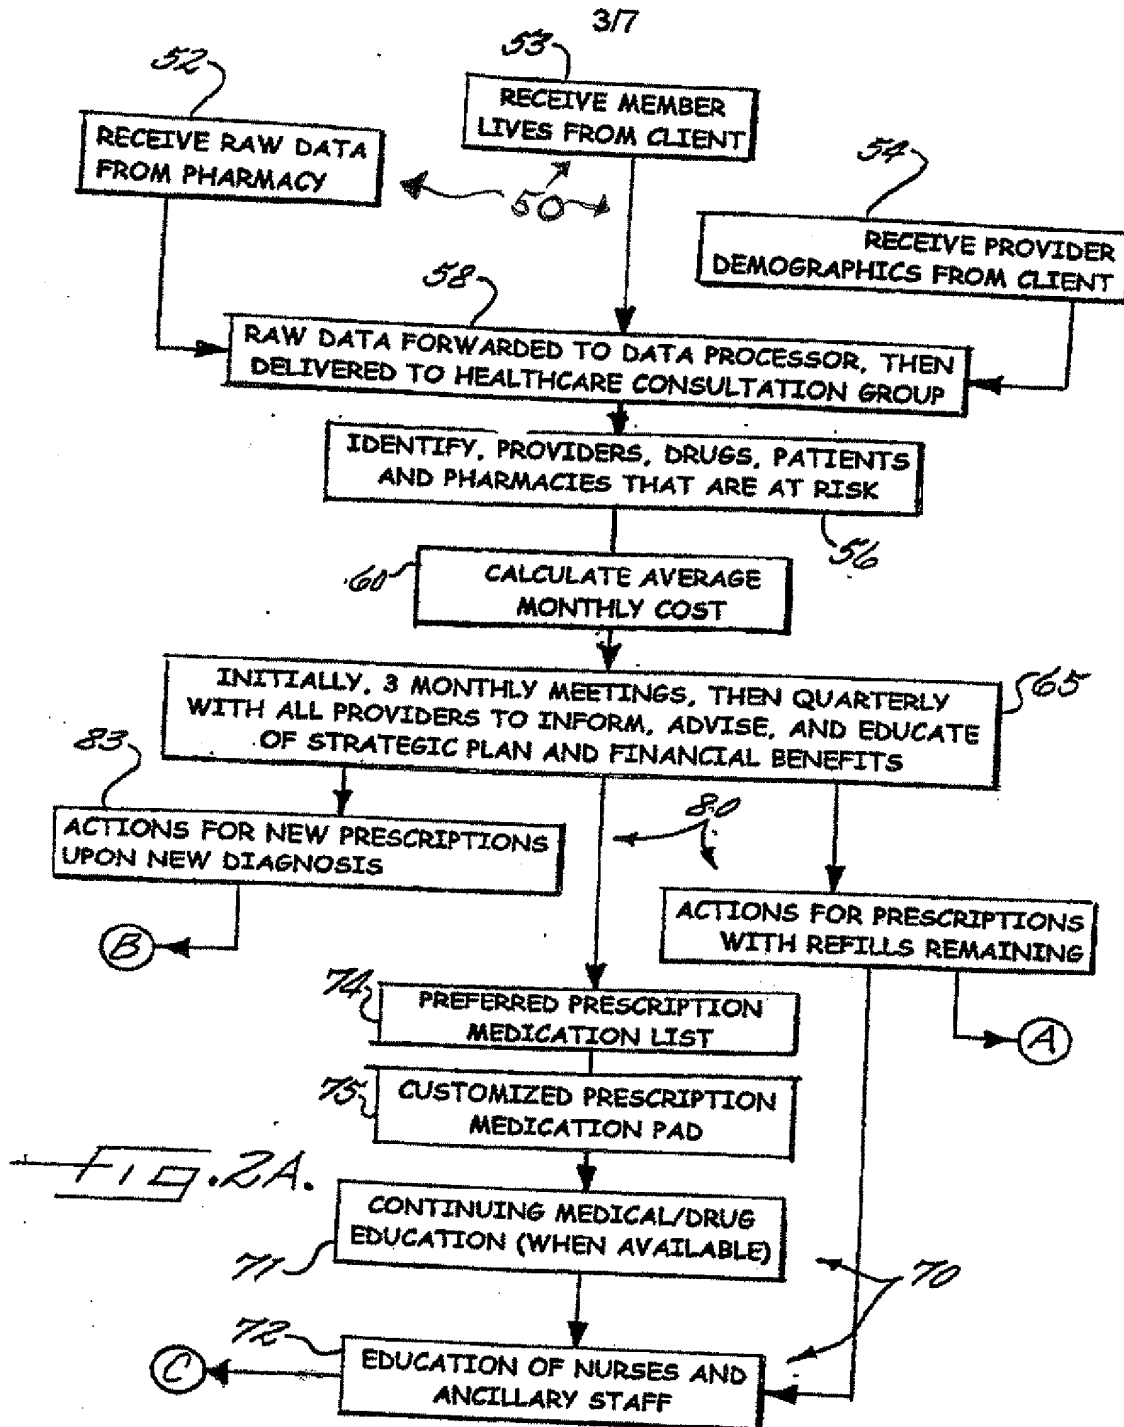 3/7
52
53
RECEIVE MEMBER
LIVES FROM CLIENT
RECEIVE RAW DATA
FROM PHARMACY
50
54
RECEIVE PROVIDER
DEMOGRAPHICS FROM CLIENT
58
RAW DATA FORWARDED TO DATA PROCESSOR, THEN
DELIVERED TO HEALTHCARE CONSULTATION GROUP
IDENTIFY, PROVIDERS, DRUGS, PATIENTS
AND PHARMACIES THAT ARE AT RISK
56
60
CALCULATE AVERAGE
MONTHLY COST
INITIALLY, 3 MONTHLY MEETINGS, THEN QUARTERLY
WITH ALL PROVIDERS TO INFORM, ADVISE, AND EDUCATE
OF STRATEGIC PLAN AND FINANCIAL BENEFITS
65
83
80
ACTIONS FOR NEW PRESCRIPTIONS
UPON NEW DIAGNOSIS
B
ACTIONS FOR PRESCRIPTIONS
WITH REFILLS REMAINING
A
74
PREFERRED PRESCRIPTION
MEDICATION LIST
75
CUSTOMIZED PRESCRIPTION
MEDICATION PAD
Fig. 2A.
CONTINUING MEDICAL/DRUG
EDUCATION (WHEN AVAILABLE)
71
70
72
EDUCATION OF NURSES AND
ANCILLARY STAFF
C